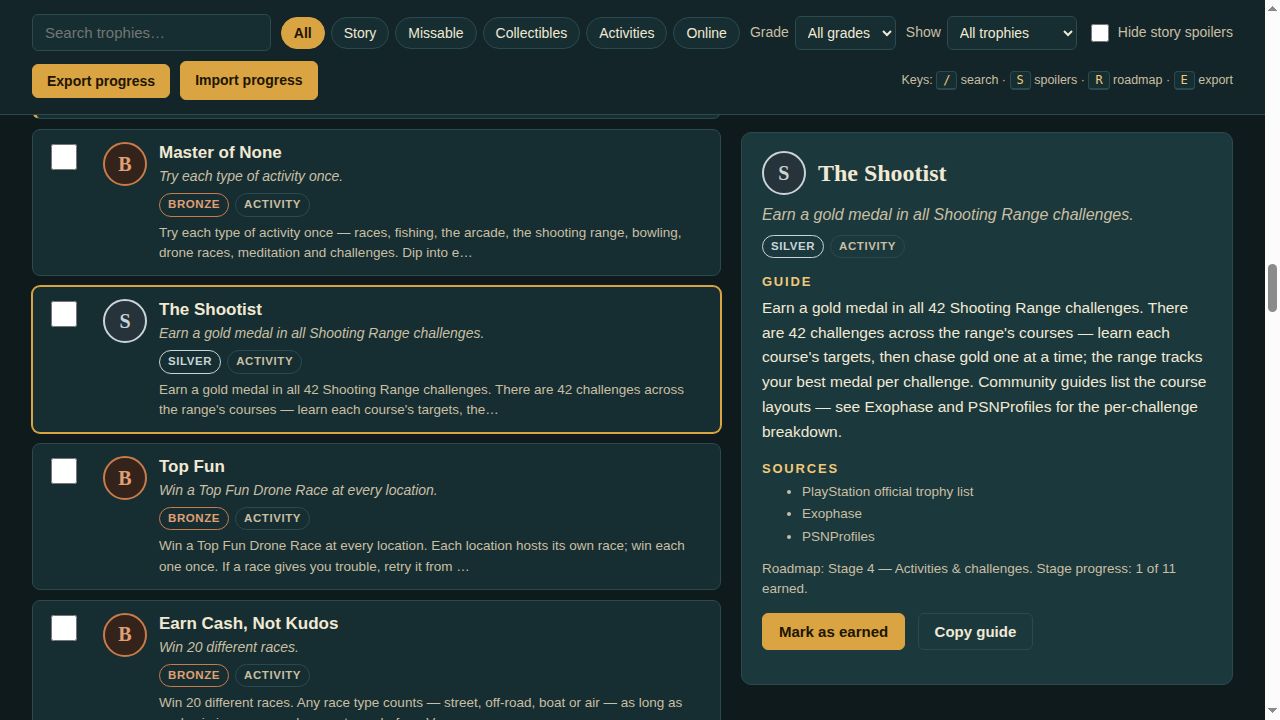 Search trophies…
All
Story
Missable
Collectibles
Activities
Online
Grade
All grades
Show
All trophies
Hide story spoilers
Export progress
Import progress
Keys: / search · S spoilers · R roadmap · E export
B
Master of None
Try each type of activity once.
BRONZE
ACTIVITY
Try each type of activity once — races, fishing, the arcade, the shooting range, bowling,
drone races, meditation and challenges. Dip into e…
S
The Shootist
Earn a gold medal in all Shooting Range challenges.
SILVER
ACTIVITY
Earn a gold medal in all 42 Shooting Range challenges. There are 42 challenges across
the range's courses — learn each course's targets, the…
B
Top Fun
Win a Top Fun Drone Race at every location.
BRONZE
ACTIVITY
Win a Top Fun Drone Race at every location. Each location hosts its own race; win each
one once. If a race gives you trouble, retry it from …
B
Earn Cash, Not Kudos
Win 20 different races.
BRONZE
ACTIVITY
Win 20 different races. Any race type counts — street, off-road, boat or air — as long as
S
The Shootist
Earn a gold medal in all Shooting Range challenges.
SILVER
ACTIVITY
GUIDE
Earn a gold medal in all 42 Shooting Range challenges. There
are 42 challenges across the range's courses — learn each
course's targets, then chase gold one at a time; the range tracks
your best medal per challenge. Community guides list the course
layouts — see Exophase and PSNProfiles for the per-challenge
breakdown.
SOURCES
• PlayStation official trophy list
• Exophase
• PSNProfiles
Roadmap: Stage 4 — Activities & challenges. Stage progress: 1 of 11
earned.
Mark as earned
Copy guide